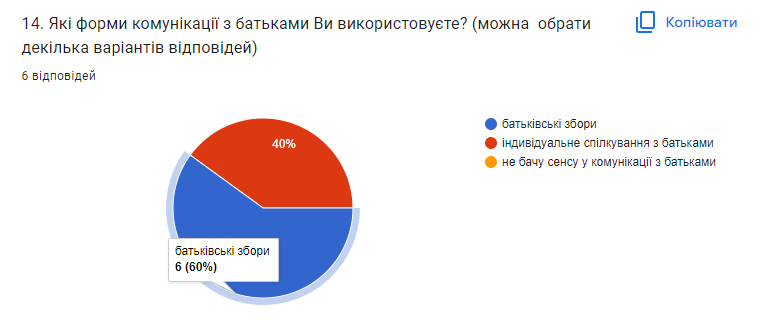 14. Які форми комунікації з батьками Ви використовуєте? (можна обрати
декілька варіантів відповідей)
Копіювати
6 відповідей
40%
батьківські збори
6 (60%)
батьківські збори
індивідуальне спілкування з батьками
не бачу сенсу у комунікації з батьками